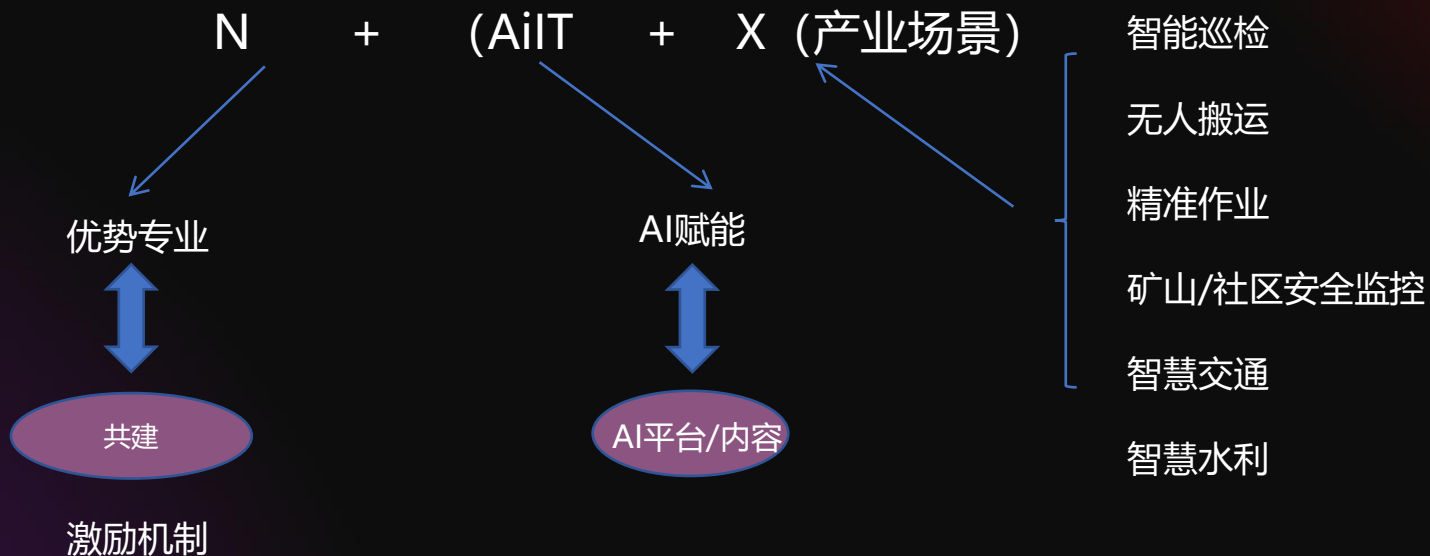 N + (AiIT + X (产业场景)
智能巡检
无人搬运
精准作业
矿山/社区安全监控
智慧交通
智慧水利
优势专业
AI赋能
共建
AI平台/内容
激励机制